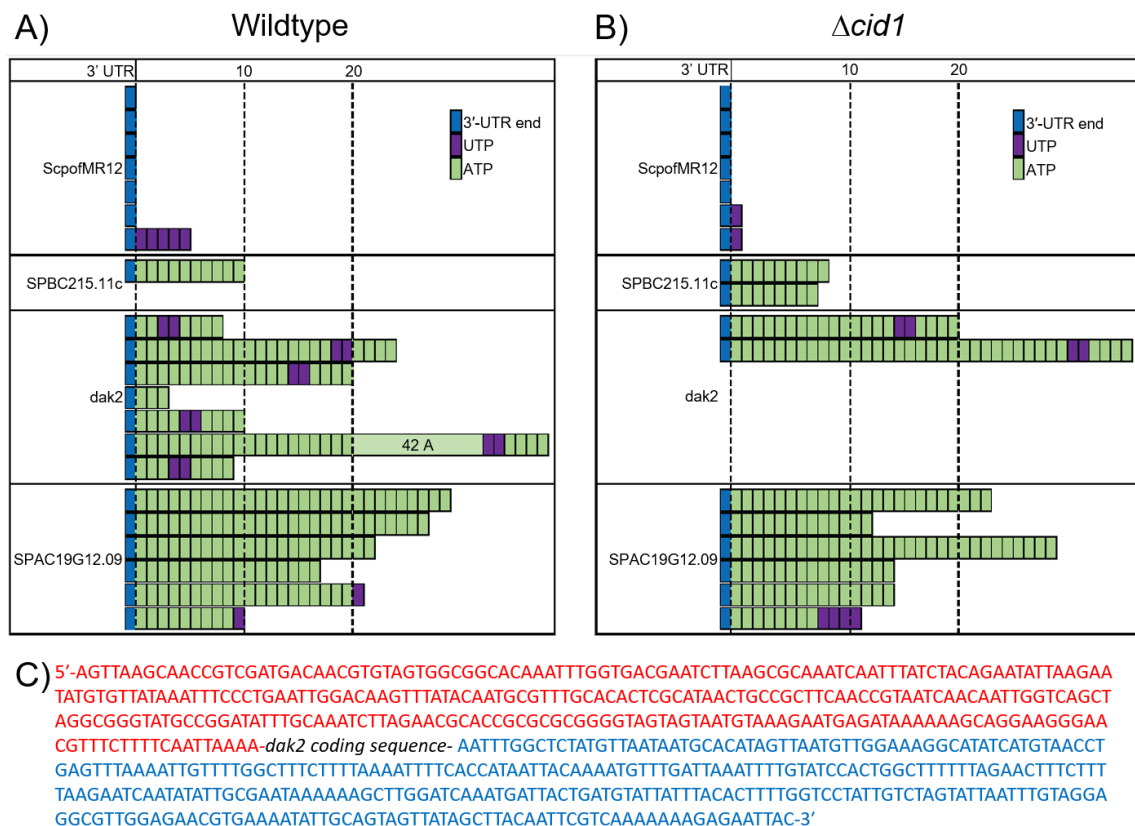 A) Wildtype
3′ UTR 10 20
3′-UTR end
UTP
ATP
ScpofMR12
SPBC215.11c
dak2
42 A
SPAC19G12.09
B) Δcid1
3′ UTR 10 20
3′-UTR end
UTP
ATP
ScpofMR12
SPBC215.11c
dak2
SPAC19G12.09
C) 5′-AGTTAAGCAACCGTCGATGACAACGTGTAGTGGCGGCACAAATTTGGTGACGAATCTTAAGCGCAAATCAATTTATCTACAGAATATTAAGAA
TATGTGTTATAAATTTCCCTGAATTGGACAAGTTTATACAATGCGTTTGCACACTCGCATAACTGCCGCTTCAACCGTAATCAACAATTGGTCAGCT
AGGCGGGTATGCCGGATATTTGCAAATCTTAGAACGCACCGCGCGCGGGGTAGTAGTAATGTAAAGAATGAGATAAAAAAGCAGGAAGGGAA
CGTTTCTTTTCAATTAAAA-dak2 coding sequence- AATTTGGCTCTATGTTAATAATGCACATAGTTAATGTTGGAAAGGCATATCATGTAACCT
GAGTTTAAAATTGTTTTGGCTTTCTTTTAAAATTTTCACCATAATTACAAAATGTTTGATTAAATTTTGTATCCACTGGCTTTTTTAGAACTTTCTTT
TAAGAATCAATATATTGCGAATAAAAAAGCTTGGATCAAATGATTACTGATGTATTATTTACACTTTTGGTCCTATTGTCTAGTATTAATTTGTAGGA
GGCGTTGGAGAACGTGAAAATATTGCAGTAGTTATAGCTTACAATTCGTCAAAAAAAGAGAATTAC-3′